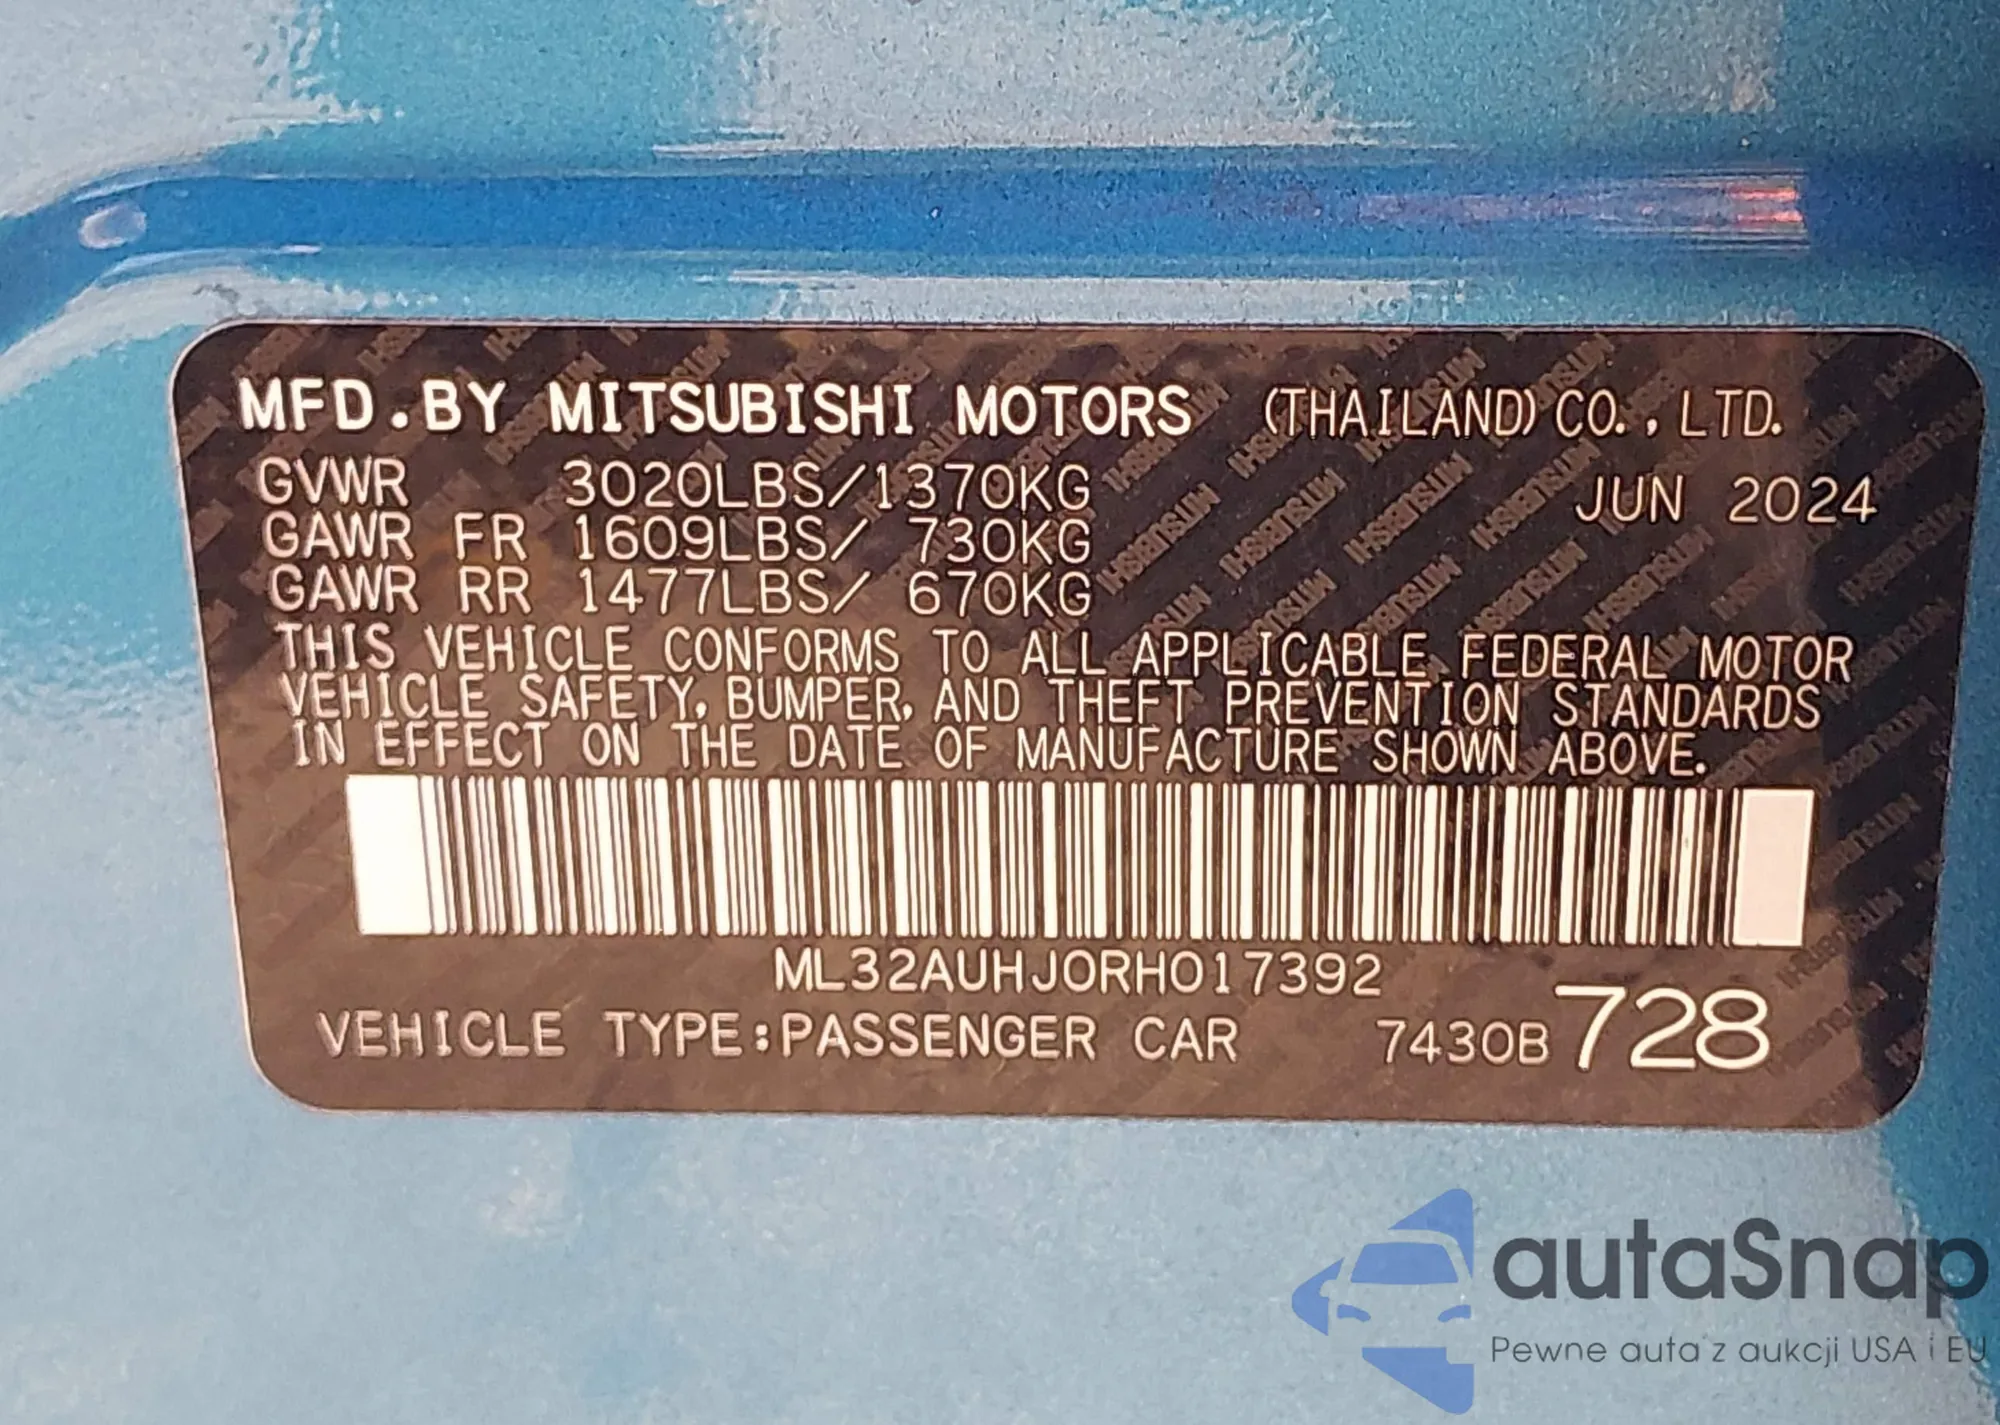 MFD.BY MITSUBISHI MOTORS (THAILAND) CO.,LTD.
GVWR 3020LBS/1370KG JUN 2024
GAWR FR 1609LBS/ 730KG
GAWR RR 1477LBS/ 670KG
THIS VEHICLE CONFORMS TO ALL APPLICABLE FEDERAL MOTOR
VEHICLE SAFETY, BUMPER, AND THEFT PREVENTION STANDARDS
IN EFFECT ON THE DATE OF MANUFACTURE SHOWN ABOVE.
ML32AUHJ0RH017392
VEHICLE TYPE:PASSENGER CAR 7430B 728
autaSnap
Pewne auta z aukcji USA i EU